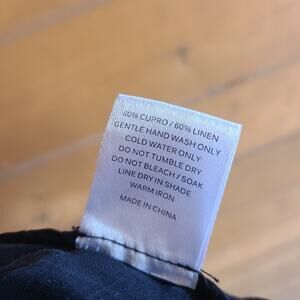 40% CUPRO / 60% LINEN
GENTLE HAND WASH ONLY
COLD WATER ONLY
DO NOT TUMBLE DRY
DO NOT BLEACH / SOAK
LINE DRY IN SHADE
WARM IRON
MADE IN CHINA